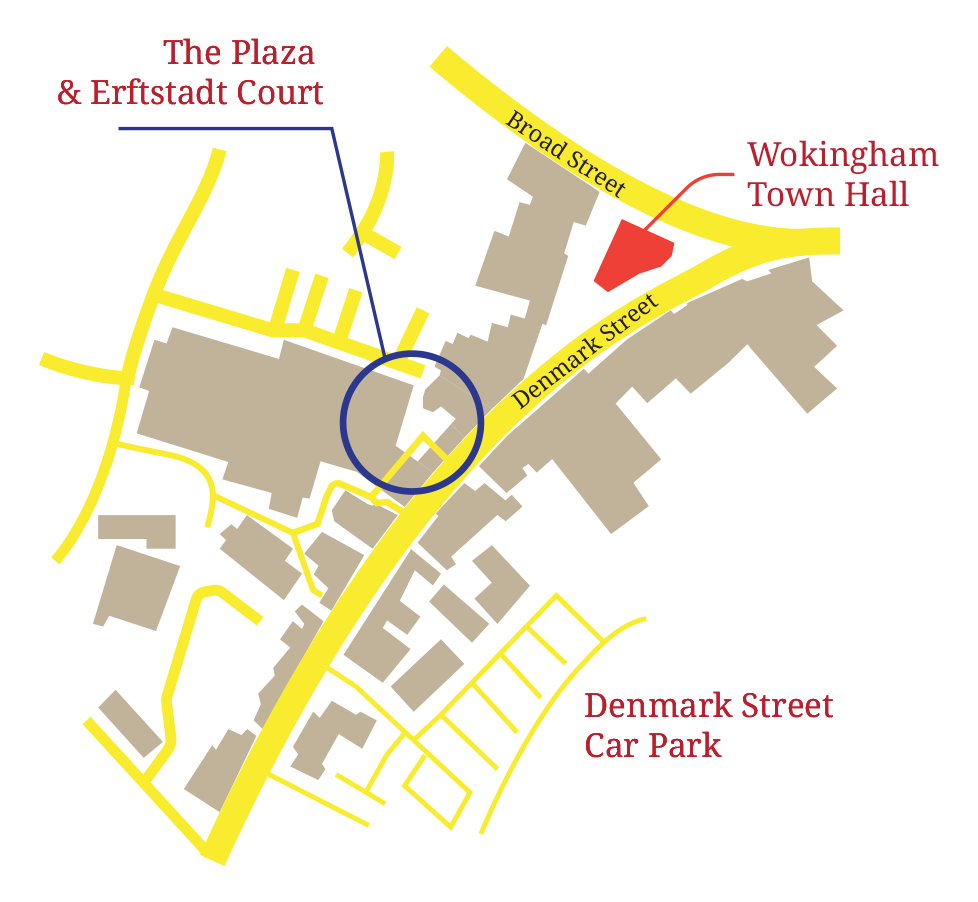 The Plaza
& Erftstadt Court
Broad Street
Wokingham
Town Hall
Denmark Street
Denmark Street
Car Park